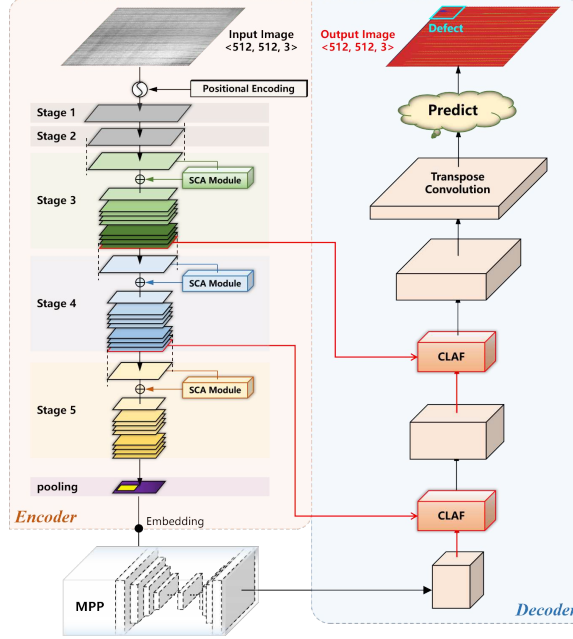 Input Image
<512, 512, 3>
Positional Encoding
Stage 1
Stage 2
SCA Module
Stage 3
SCA Module
Stage 4
SCA Module
Stage 5
pooling
Encoder
Embedding
MPP
Output Image
<512, 512, 3>
Defect
Predict
Transpose
Convolution
CLAF
CLAF
Decoder